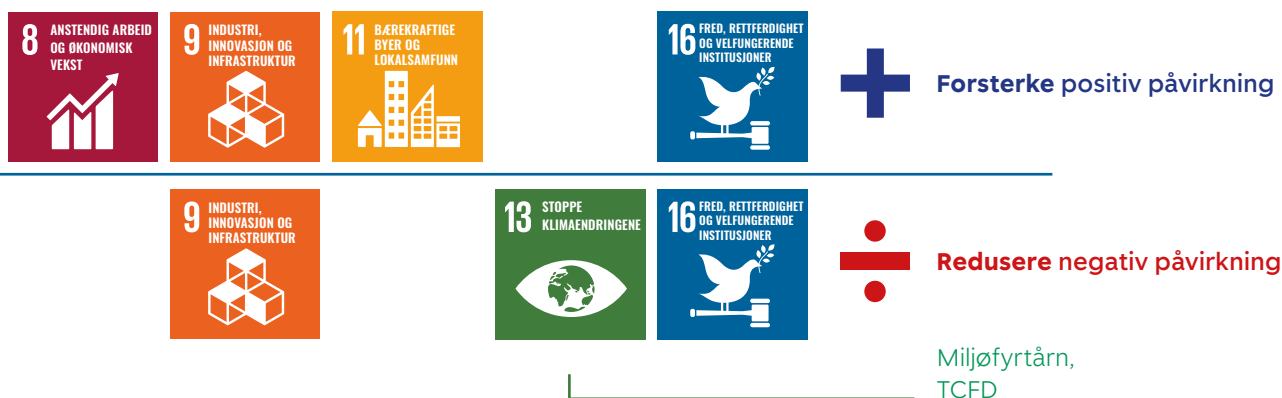 8 ANSTENDIG ARBEID
OG ØKONOMISK
VEKST
9 INDUSTRI,
INNOVASJON OG
INFRASTRUKTUR
11 BÆREKRAFTIGE
BYER OG
LOKALSAMFUNN
16 FRED, RETTFERDIGHET
OG VELFUNGERENDE
INSTITUSJONER
Forsterke positiv påvirkning
9 INDUSTRI,
INNOVASJON OG
INFRASTRUKTUR
13 STOPPE
KLIMAENDRINGENE
16 FRED, RETTFERDIGHET
OG VELFUNGERENDE
INSTITUSJONER
Redusere negativ påvirkning
Miljøfyrtårn,
TCFD